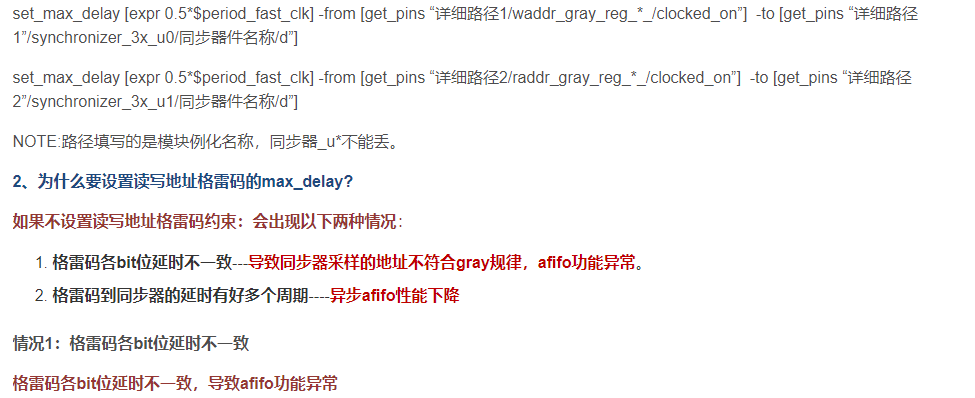 set_max_delay [expr 0.5*$period_fast_clk] -from [get_pins “详细路径1/waddr_gray_reg_*_/clocked_on”]  -to [get_pins “详细路径
1”/synchronizer_3x_u0/同步器件名称/d”]
set_max_delay [expr 0.5*$period_fast_clk] -from [get_pins “详细路径2/raddr_gray_reg_*_/clocked_on”]  -to [get_pins “详细路径
2”/synchronizer_3x_u1/同步器件名称/d”]
NOTE:路径填写的是模块例化名称，同步器_u*不能丢。
2、为什么要设置读写地址格雷码的max_delay?
如果不设置读写地址格雷码约束：会出现以下两种情况：
1. 格雷码各bit位延时不一致---导致同步器采样的地址不符合gray规律，afifo功能异常。
2. 格雷码到同步器的延时有好多个周期----异步afifo性能下降
情况1：格雷码各bit位延时不一致
格雷码各bit位延时不一致，导致afifo功能异常